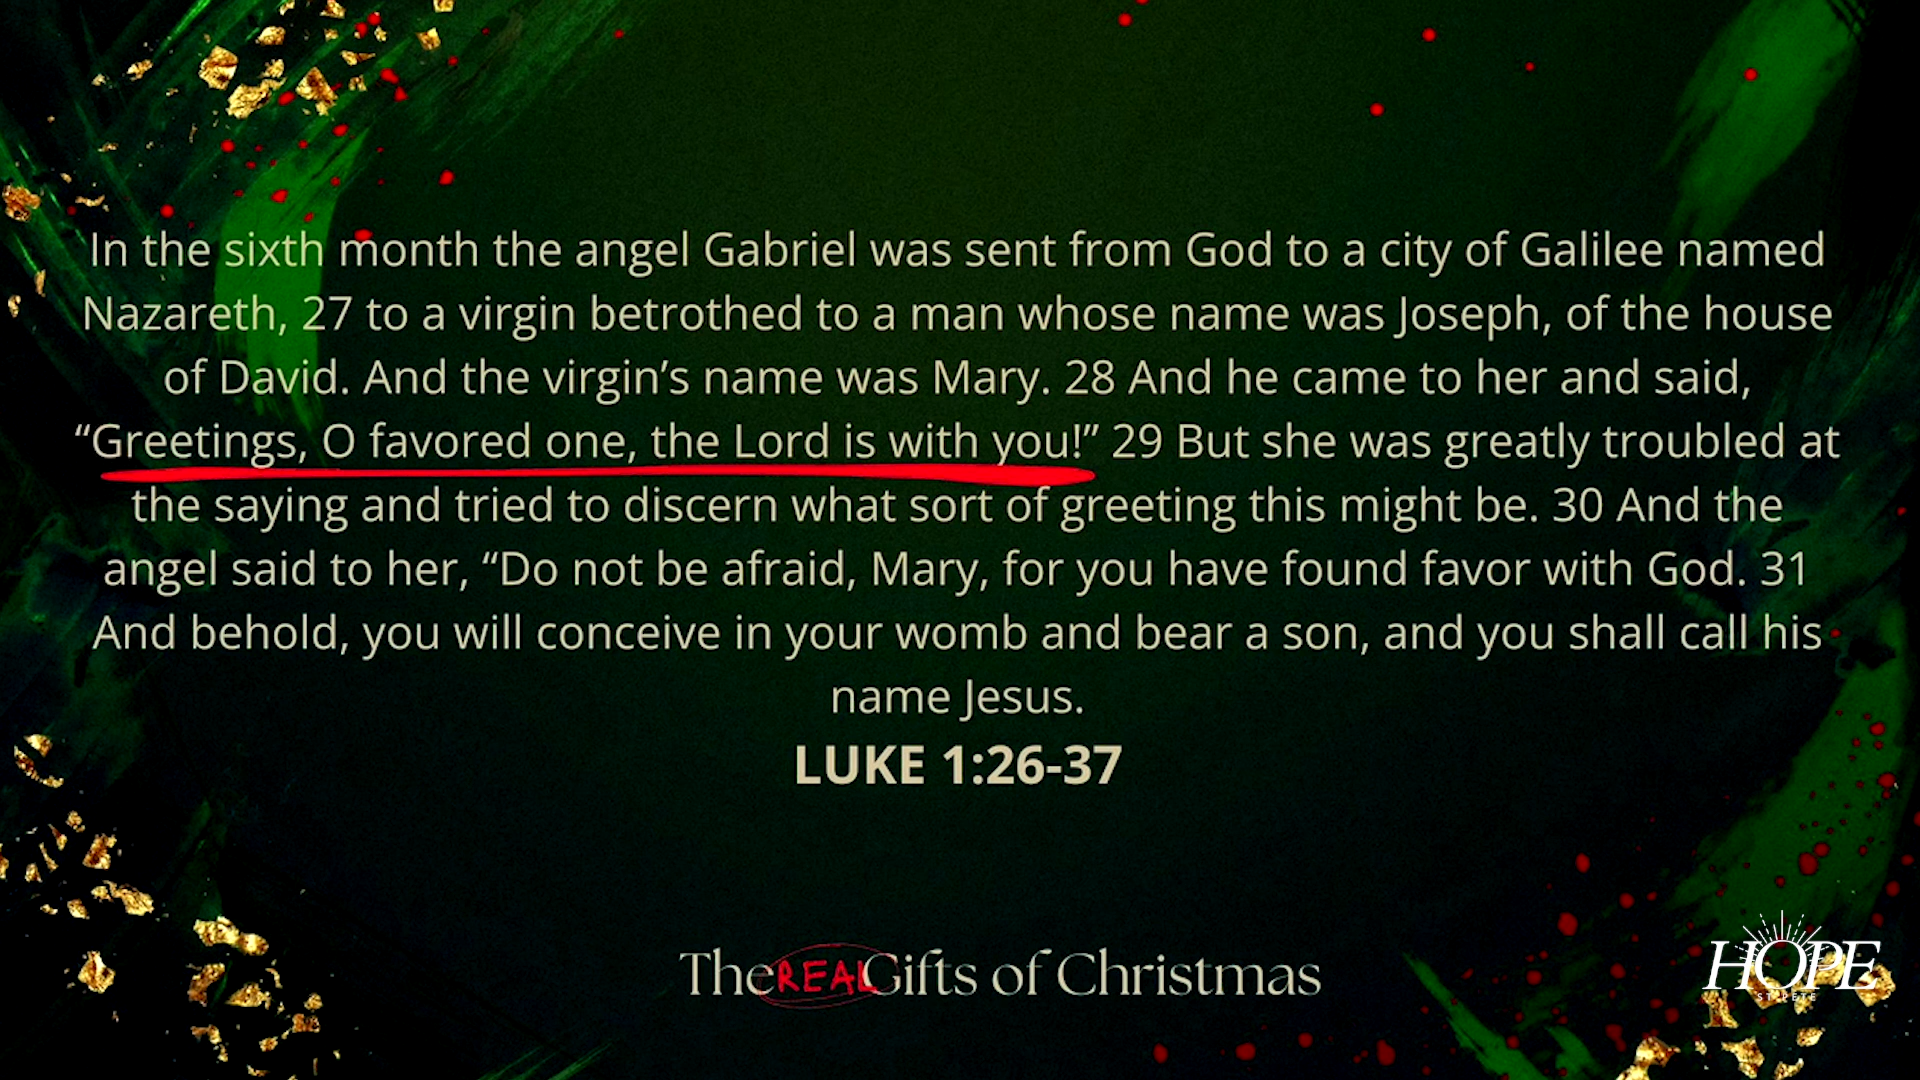 In the sixth month the angel Gabriel was sent from God to a city of Galilee named
Nazareth, 27 to a virgin betrothed to a man whose name was Joseph, of the house
of David. And the virgin’s name was Mary. 28 And he came to her and said,
“Greetings, O favored one, the Lord is with you!” 29 But she was greatly troubled at
the saying and tried to discern what sort of greeting this might be. 30 And the
angel said to her, “Do not be afraid, Mary, for you have found favor with God. 31
And behold, you will conceive in your womb and bear a son, and you shall call his
name Jesus.
LUKE 1:26-37
The REAL Gifts of Christmas
HOPE
ST PETE